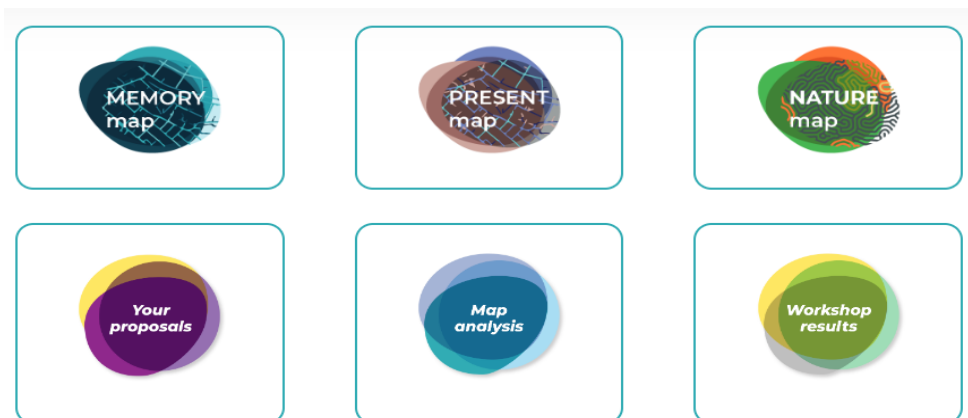 MEMORY
map
PRESENT
map
NATURE
map
Your
proposals
Map
analysis
Workshop
results